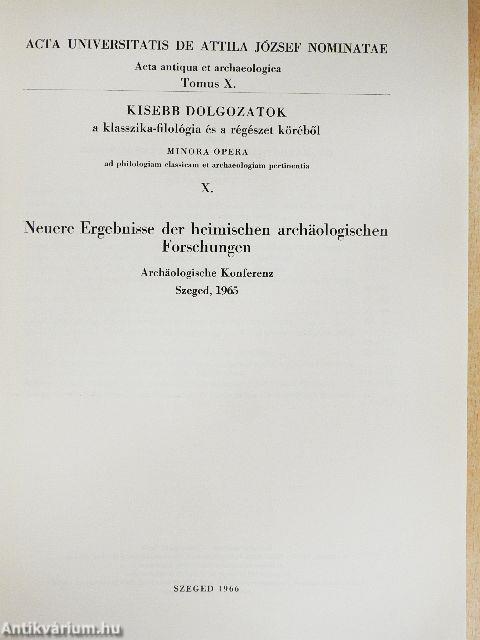 ACTA UNIVERSITATIS DE ATTILA JÓZSEF NOMINATAE
Acta antiqua et archaeologica
Tomus X.
KISEBB DOLGOZATOK
a klasszika-filológia és a régészet köréből
MINORA OPERA
ad philologiam classicam et archaeologiam pertinentia
X.
Neuere Ergebnisse der heimischen archäologischen
Forschungen
Archäologische Konferenz
Szeged, 1965
SZEGED 1966
Antikvárium.hu